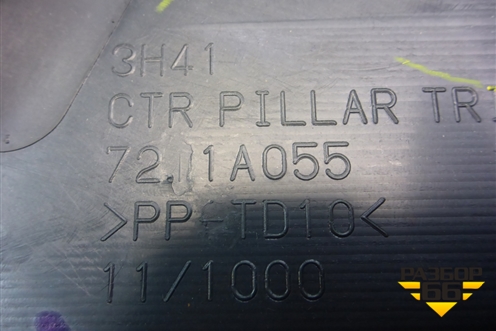 3H41
CTR PILLAR TR
72 1A055
>PP-TD10<
11/1000
РАЗБОР
66